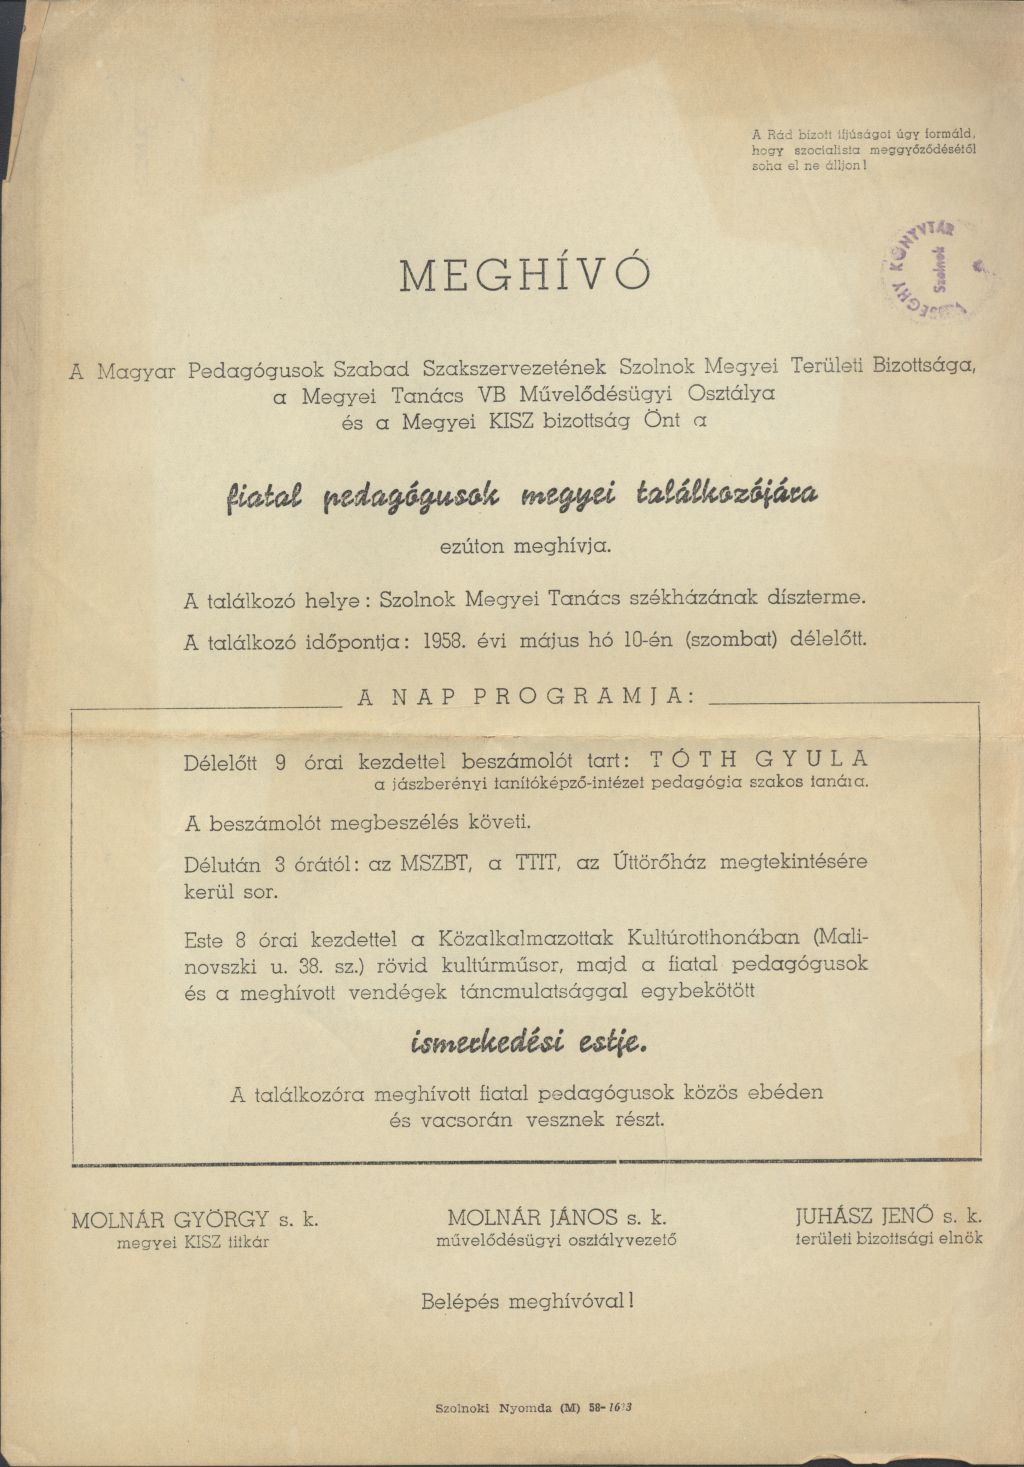 A Rád bízott ifjúságot úgy formáld,
hogy szocialista meggyőződésétől
soha el ne álljon!
KÖNYVTÁR
Szolnok
MEGHÍVÓ
A Magyar Pedagógusok Szabad Szakszervezetének Szolnok Megyei Területi Bizottsága,
a Megyei Tanács VB Művelődésügyi Osztálya
és a Megyei KISZ bizottság Önt a
fiatal pedagógusok megyei találkozójára
ezúton meghívja.
A találkozó helye: Szolnok Megyei Tanács székházának díszterme.
A találkozó időpontja: 1958. évi május hó 10-én (szombat) délelőtt.
A NAP PROGRAMJA:
Délelőtt 9 órai kezdettel beszámolót tart: TÓTH GYULA
a jászberényi tanítóképző-intézet pedagógia szakos tanára.
A beszámolót megbeszélés követi.
Délután 3 órától: az MSZBT, a TTIT, az Úttörőház megtekintésére
kerül sor.
Este 8 órai kezdettel a Közalkalmazottak Kultúrotthonában (Mali-
novszki u. 38. sz.) rövid kultúrműsor, majd a fiatal pedagógusok
és a meghívott vendégek táncmulatsággal egybekötött
ismerkedési estje.
A találkozóra meghívott fiatal pedagógusok közös ebéden
és vacsorán vesznek részt.
MOLNÁR GYÖRGY s. k. MOLNÁR JÁNOS s. k. JUHÁSZ JENŐ s. k.
megyei KISZ titkár művelődésügyi osztályvezető területi bizottsági elnök
Belépés meghívóval!
Szolnoki Nyomda (M)